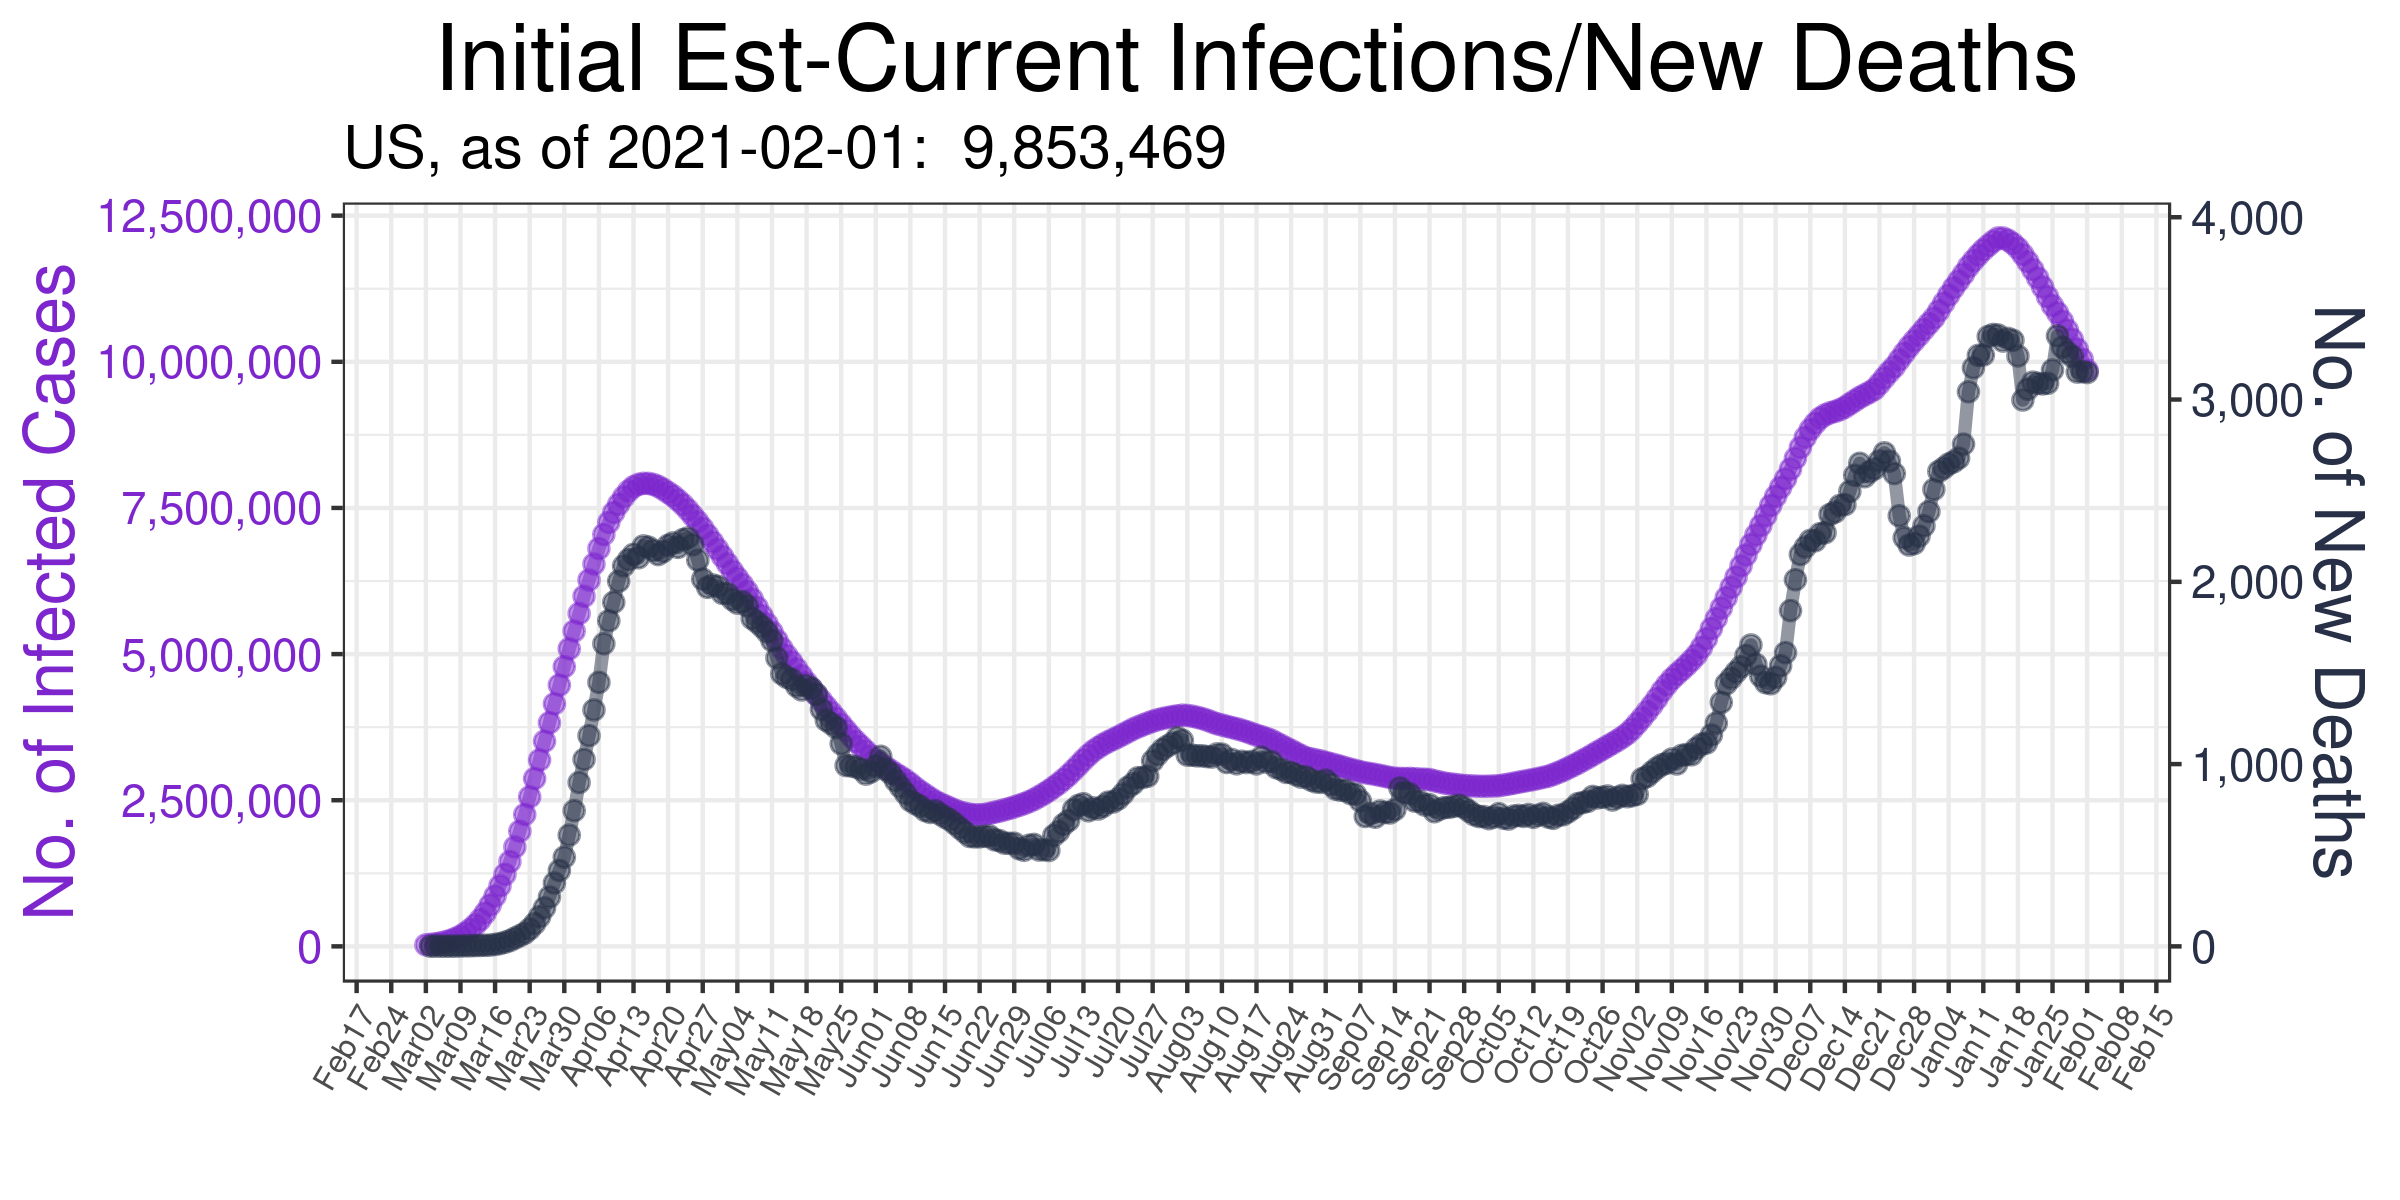 Initial Est-Current Infections/New Deaths
US, as of 2021-02-01:  9,853,469
No. of Infected Cases
12,500,000
10,000,000
7,500,000
5,000,000
2,500,000
0
4,000
3,000
2,000
1,000
0
No. of New Deaths
Feb17
Feb24
Mar02
Mar09
Mar16
Mar23
Mar30
Apr06
Apr13
Apr20
Apr27
May04
May11
May18
May25
Jun01
Jun08
Jun15
Jun22
Jun29
Jul06
Jul13
Jul20
Jul27
Aug03
Aug10
Aug17
Aug24
Aug31
Sep07
Sep14
Sep21
Sep28
Oct05
Oct12
Oct19
Oct26
Nov02
Nov09
Nov16
Nov23
Nov30
Dec07
Dec14
Dec21
Dec28
Jan04
Jan11
Jan18
Jan25
Feb01
Feb08
Feb15